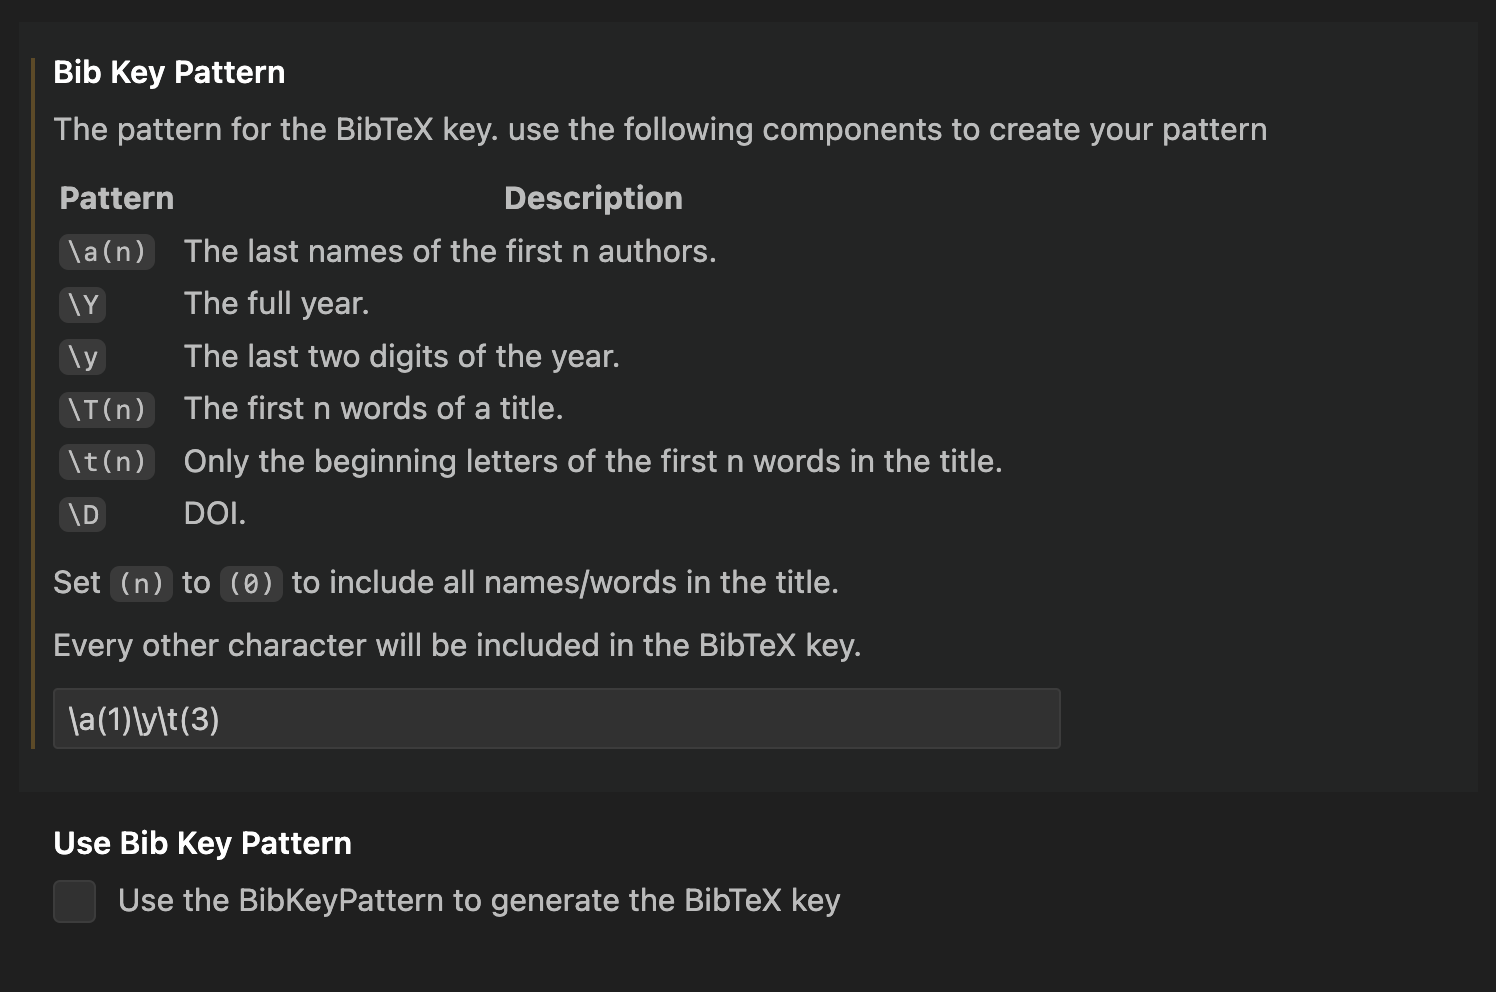 Bib Key Pattern
The pattern for the BibTeX key. use the following components to create your pattern
Pattern Description
\a(n) The last names of the first n authors.
\Y The full year.
\y The last two digits of the year.
\T(n) The first n words of a title.
\t(n) Only the beginning letters of the first n words in the title.
\D DOI.
Set (n) to (0) to include all names/words in the title.
Every other character will be included in the BibTeX key.
\a(1)\y\t(3)
Use Bib Key Pattern
Use the BibKeyPattern to generate the BibTeX key